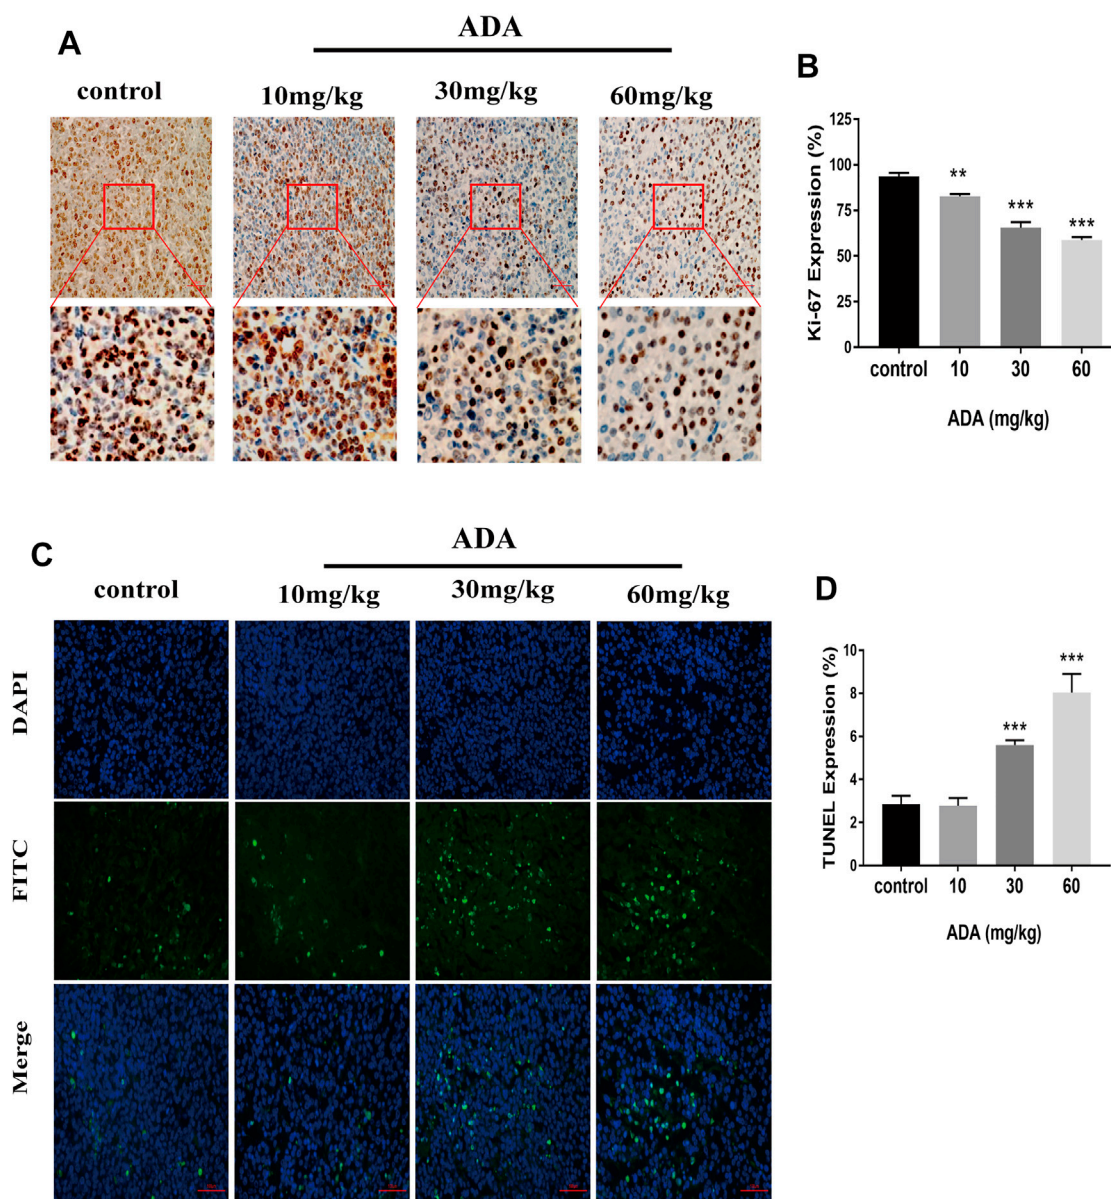 A
ADA
control
10mg/kg
30mg/kg
60mg/kg
B
Ki-67 Expression (%)
125
100
75
50
25
0
**
***
***
control
10
30
60
ADA (mg/kg)
C
ADA
control
10mg/kg
30mg/kg
60mg/kg
DAPI
FITC
Merge
D
TUNEL Expression (%)
10
8
6
4
2
0
***
***
control
10
30
60
ADA (mg/kg)